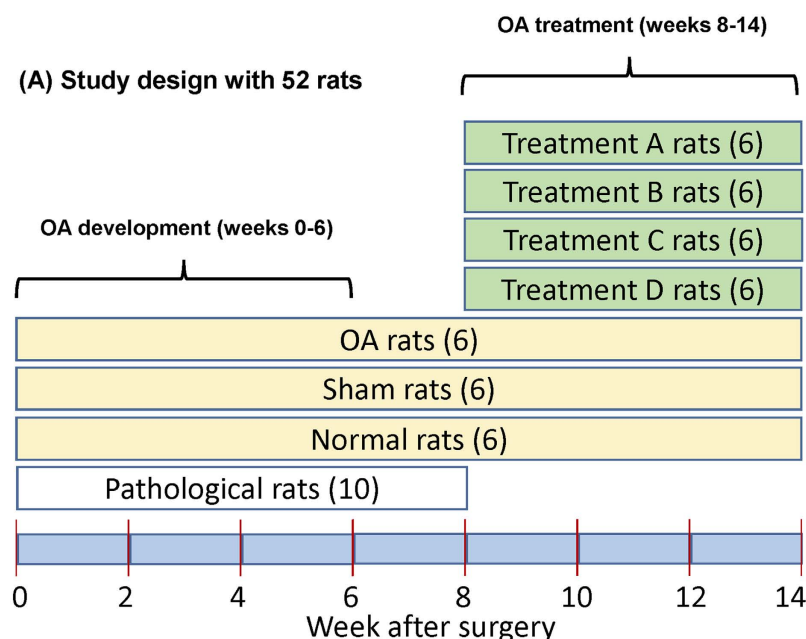 OA treatment (weeks 8-14)
(A) Study design with 52 rats
Treatment A rats (6)
Treatment B rats (6)
Treatment C rats (6)
Treatment D rats (6)
OA development (weeks 0-6)
OA rats (6)
Sham rats (6)
Normal rats (6)
Pathological rats (10)
0 2 4 6 8 10 12 14
Week after surgery